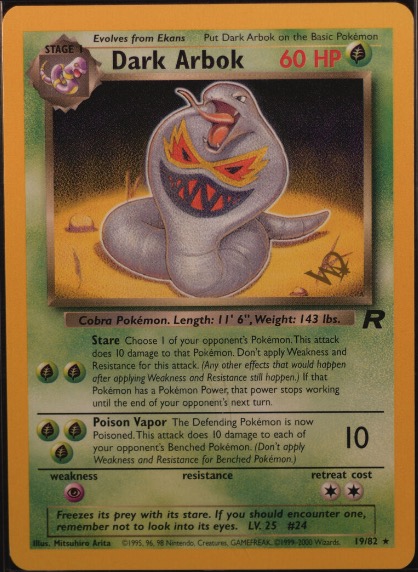 Evolves from Ekans Put Dark Arbok on the Basic Pokémon
STAGE 1
Dark Arbok 60 HP
W
Cobra Pokémon. Length: 11' 6", Weight: 143 lbs.
R
Stare Choose 1 of your opponent's Pokémon. This attack
does 10 damage to that Pokémon. Don't apply Weakness and
Resistance for this attack. (Any other effects that would happen
after applying Weakness and Resistance still happen.) If that
Pokémon has a Pokémon Power, that power stops working
until the end of your opponent's next turn.
Poison Vapor The Defending Pokémon is now
Poisoned. This attack does 10 damage to each of
your opponent's Benched Pokémon. (Don't apply
Weakness and Resistance for Benched Pokémon.)
10
weakness resistance retreat cost
Freezes its prey with its stare. If you should encounter one,
remember not to look into its eyes. LV. 25 #24
Illus. Mitsuhiro Arita ©1995, 96, 98 Nintendo, Creatures, GAMEFREAK. ©1999-2000 Wizards. 19/82 ★